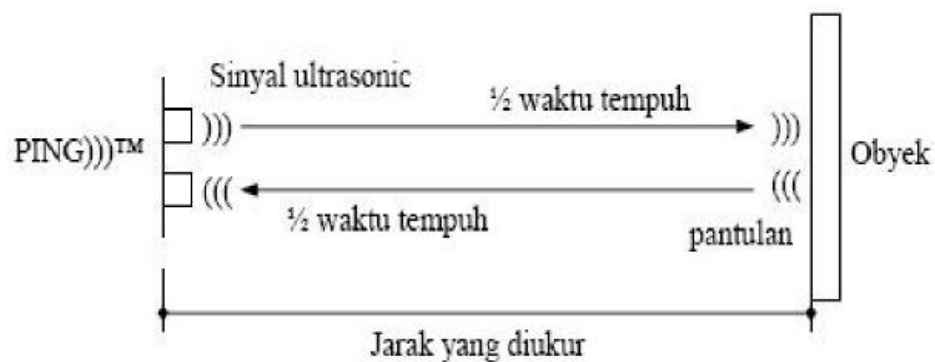 Sinyal ultrasonic
½ waktu tempuh
PING)))™
)))
)))
Obyek
(((
(((
½ waktu tempuh
pantulan
Jarak yang diukur